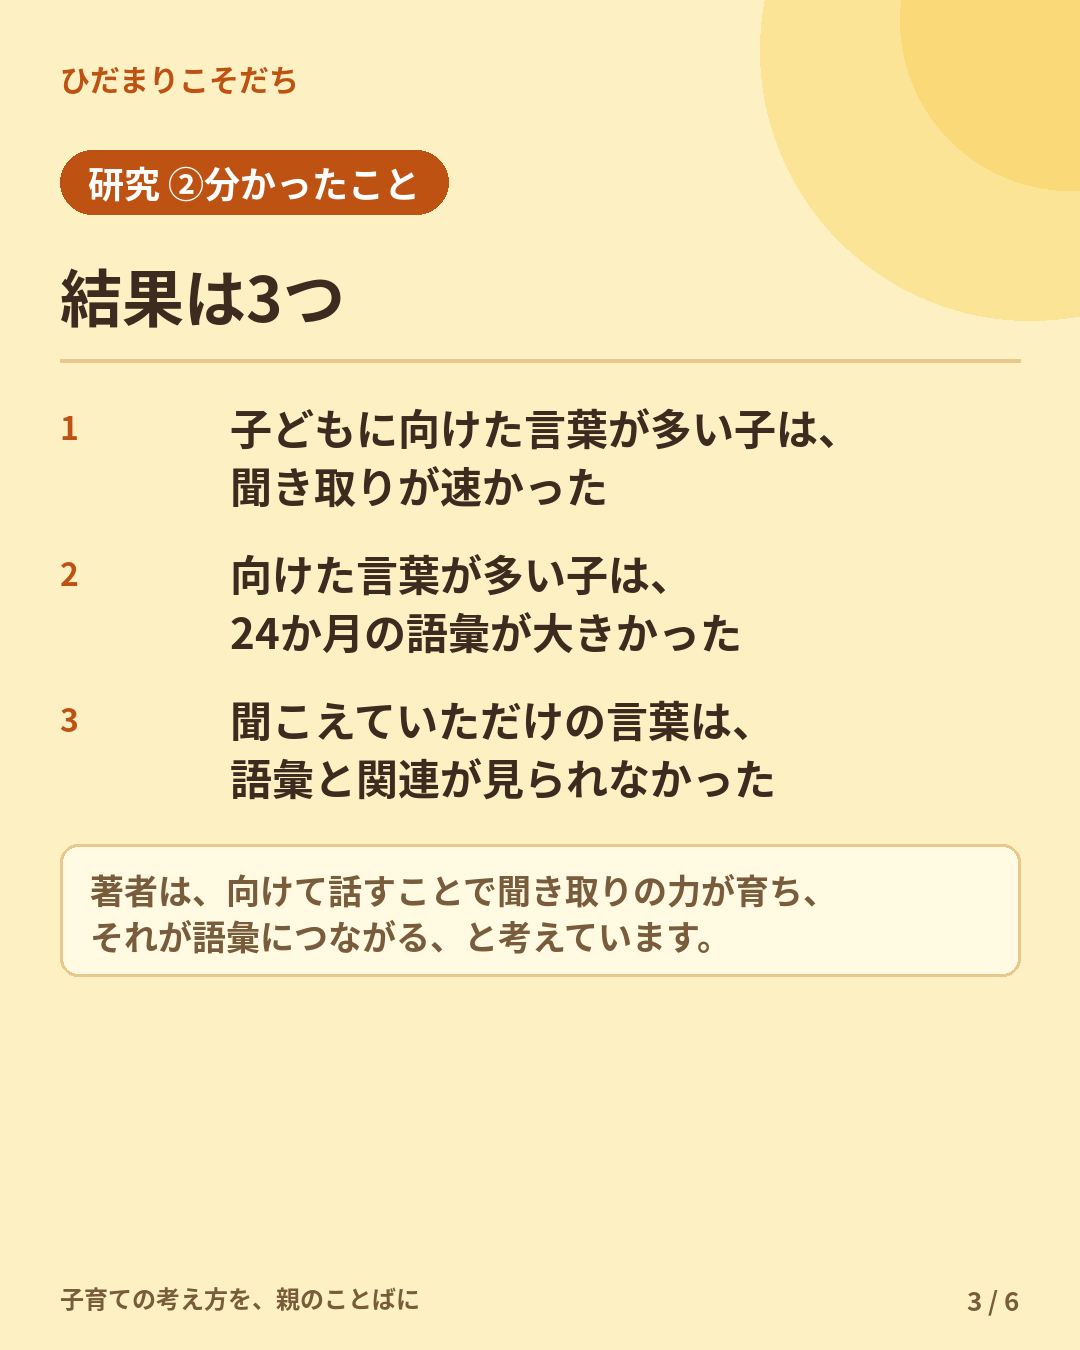 ひだまりこそだち
研究 ②分かったこと
結果は3つ
1
子どもに向けた言葉が多い子は、
聞き取りが速かった
2
向けた言葉が多い子は、
24か月の語彙が大きかった
3
聞こえていただけの言葉は、
語彙と関連が見られなかった
著者は、向けて話すことで聞き取りの力が育ち、
それが語彙につながる、と考えています。
子育ての考え方を、親のことばに
3 / 6